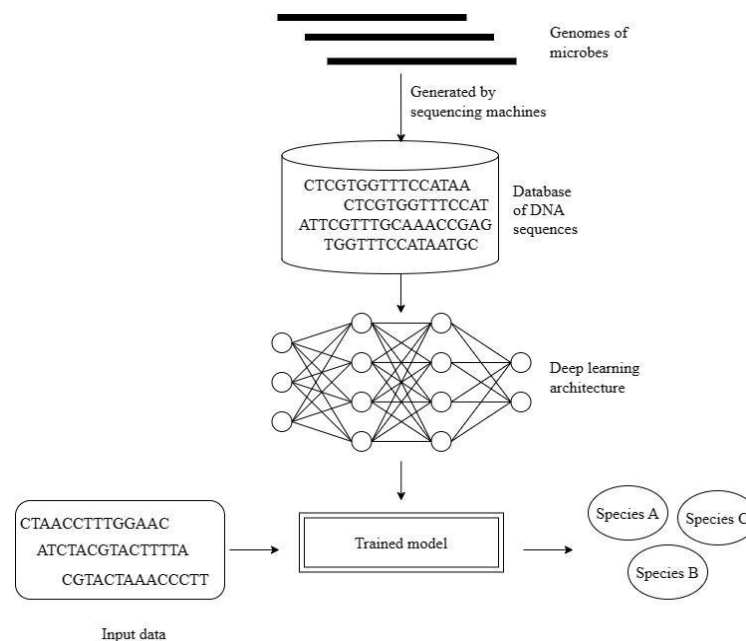 Genomes of
microbes
Generated by
sequencing machines
CTCGTGGTTTCCATAA
CTCGTGGTTTCCAT
ATTCGTTTGCAAACCGAG
TGGTTTCCATAATGC
Database
of DNA
sequences
Deep learning
architecture
CTAACCTTTGGAAC
ATCTACGTACTTTTA
CGTACTAAACCCTT
Input data
Trained model
Species A
Species C
Species B